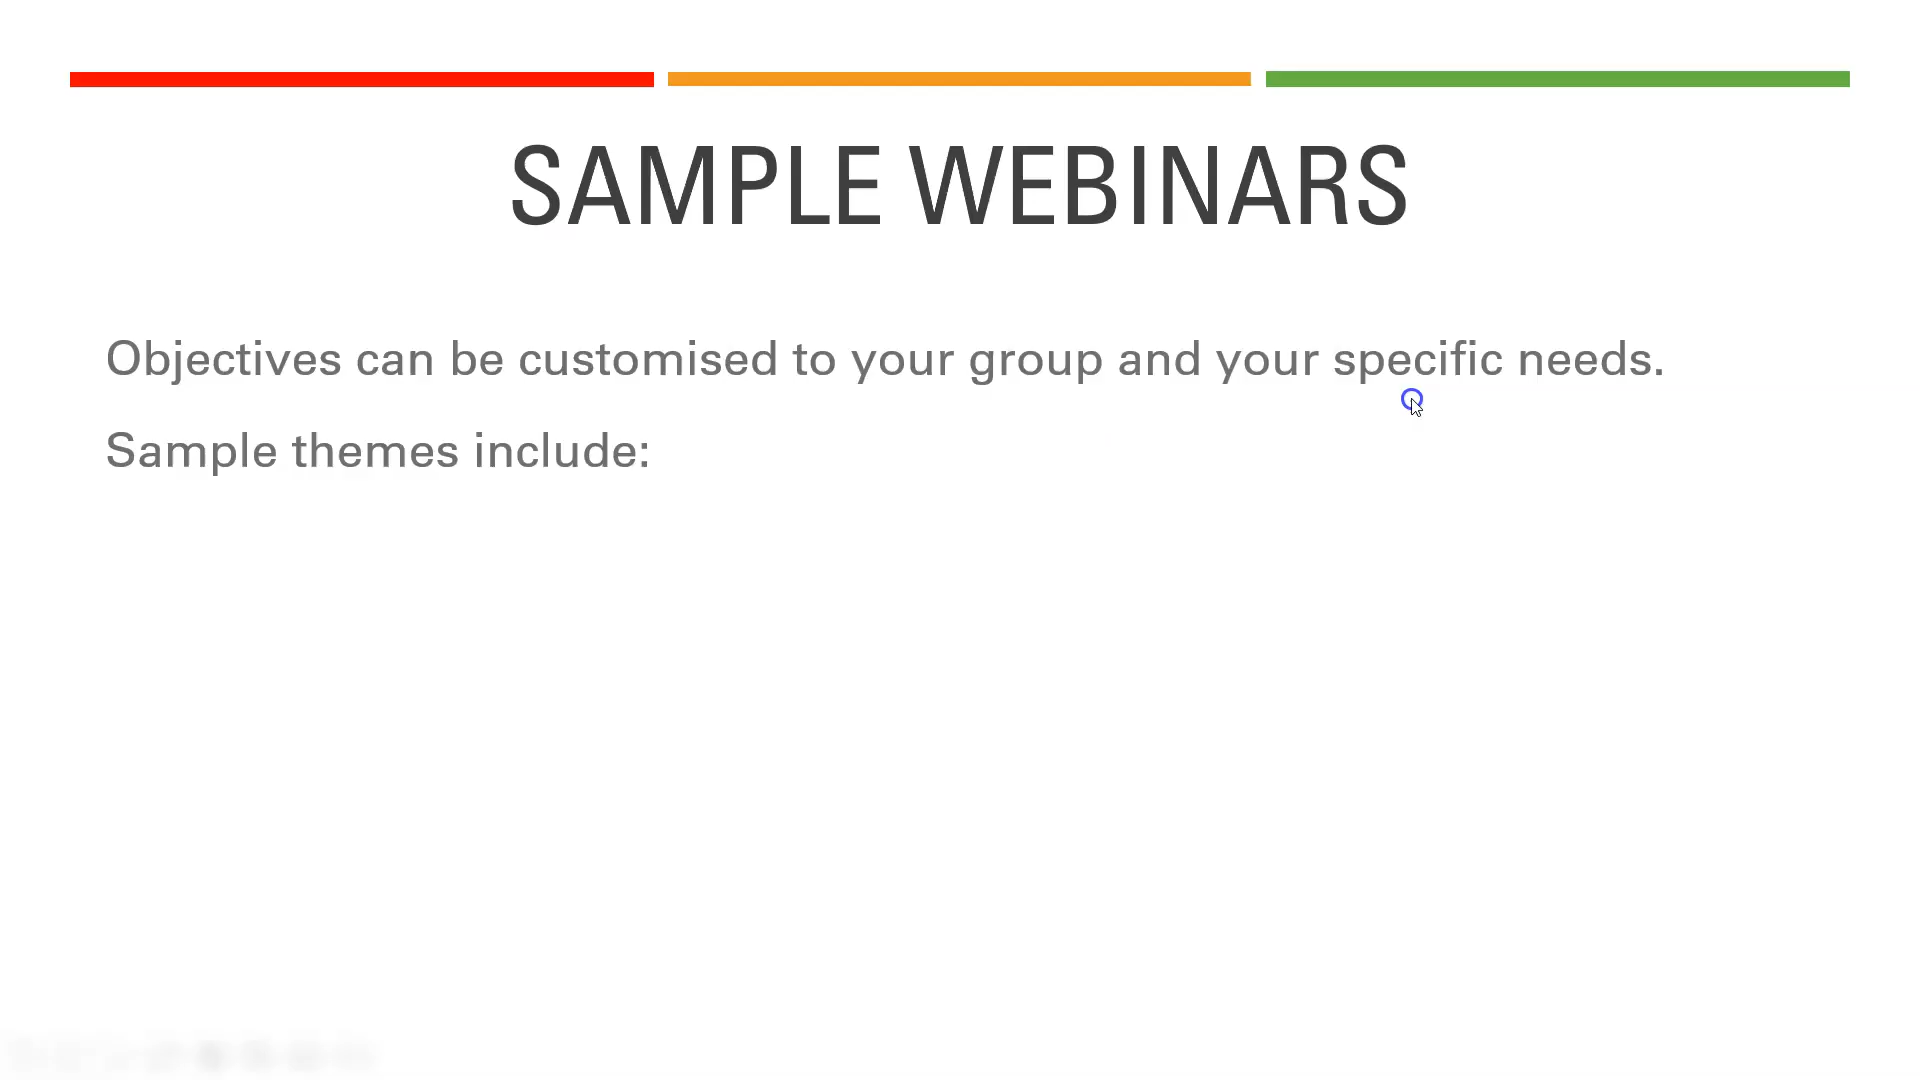 SAMPLE WEBINARS
Objectives can be customised to your group and your specific needs.
Sample themes include: